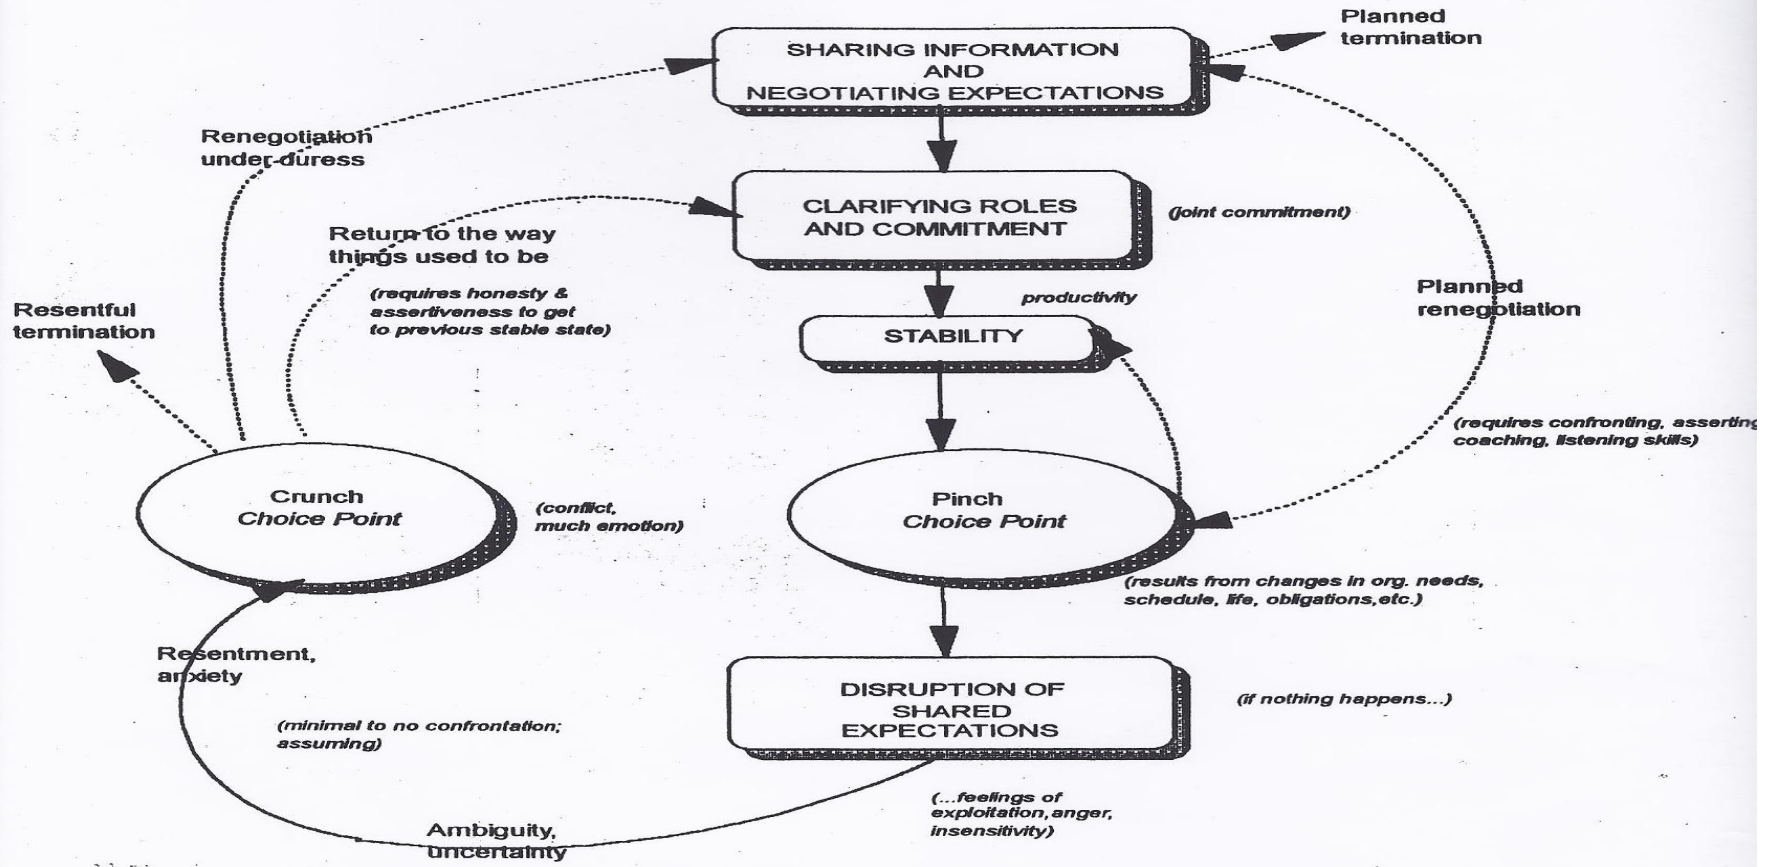 Planned
termination
SHARING INFORMATION
AND
NEGOTIATING EXPECTATIONS
Renegotiation
under duress
CLARIFYING ROLES
AND COMMITMENT
(joint commitment)
Return to the way
things used to be
(requires honesty &
assertiveness to get
to previous stable state)
productivity
Planned
renegotiation
Resentful
termination
STABILITY
(requires confronting, asserting
coaching, listening skills)
Crunch
Choice Point
(conflict,
much emotion)
Pinch
Choice Point
(results from changes in org. needs,
schedule, life, obligations,etc.)
Resentment,
anxiety
(minimal to no confrontation;
assuming)
DISRUPTION OF
SHARED
EXPECTATIONS
(if nothing happens...)
(...feelings of
exploitation,anger,
insensitivity)
Ambiguity,
uncertainty